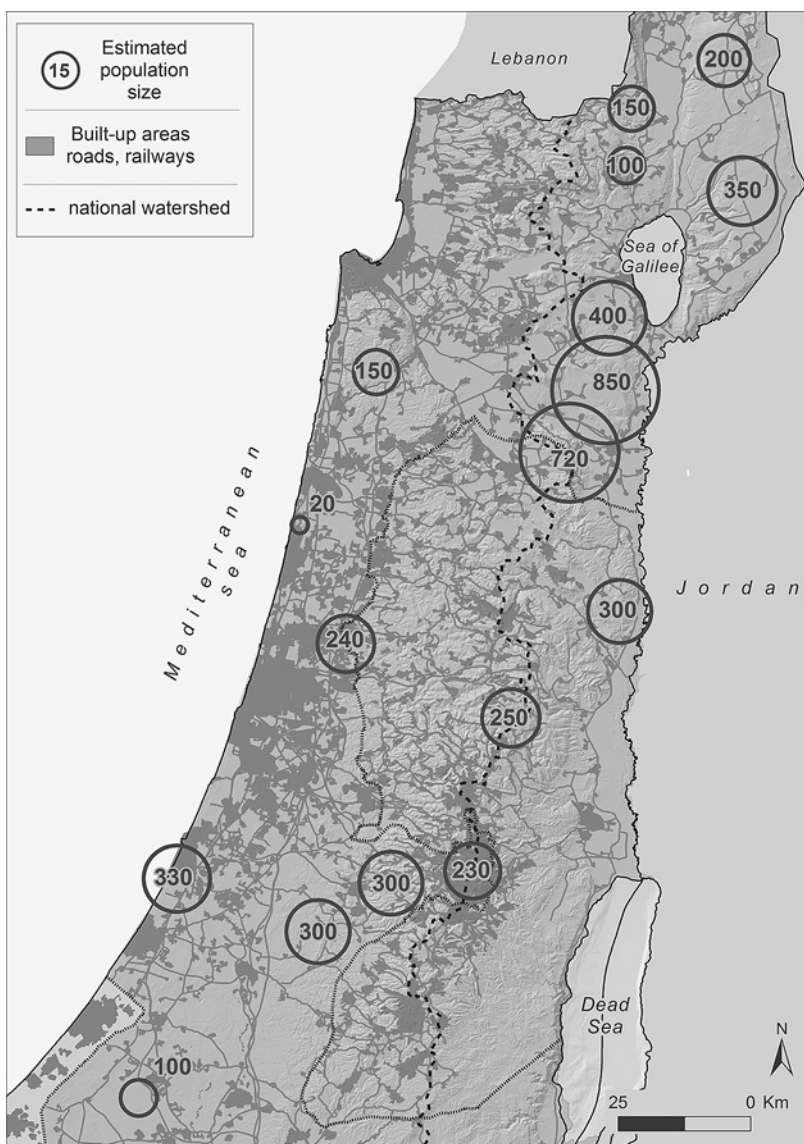 15
Estimated
population
size
Built-up areas
roads, railways
national watershed
Lebanon
200
150
100
350
Sea of
Galilee
400
150
850
720
Mediterranean
sea
20
Jordan
300
240
250
330
300
230
300
Dead
Sea
100
N
25
0 Km